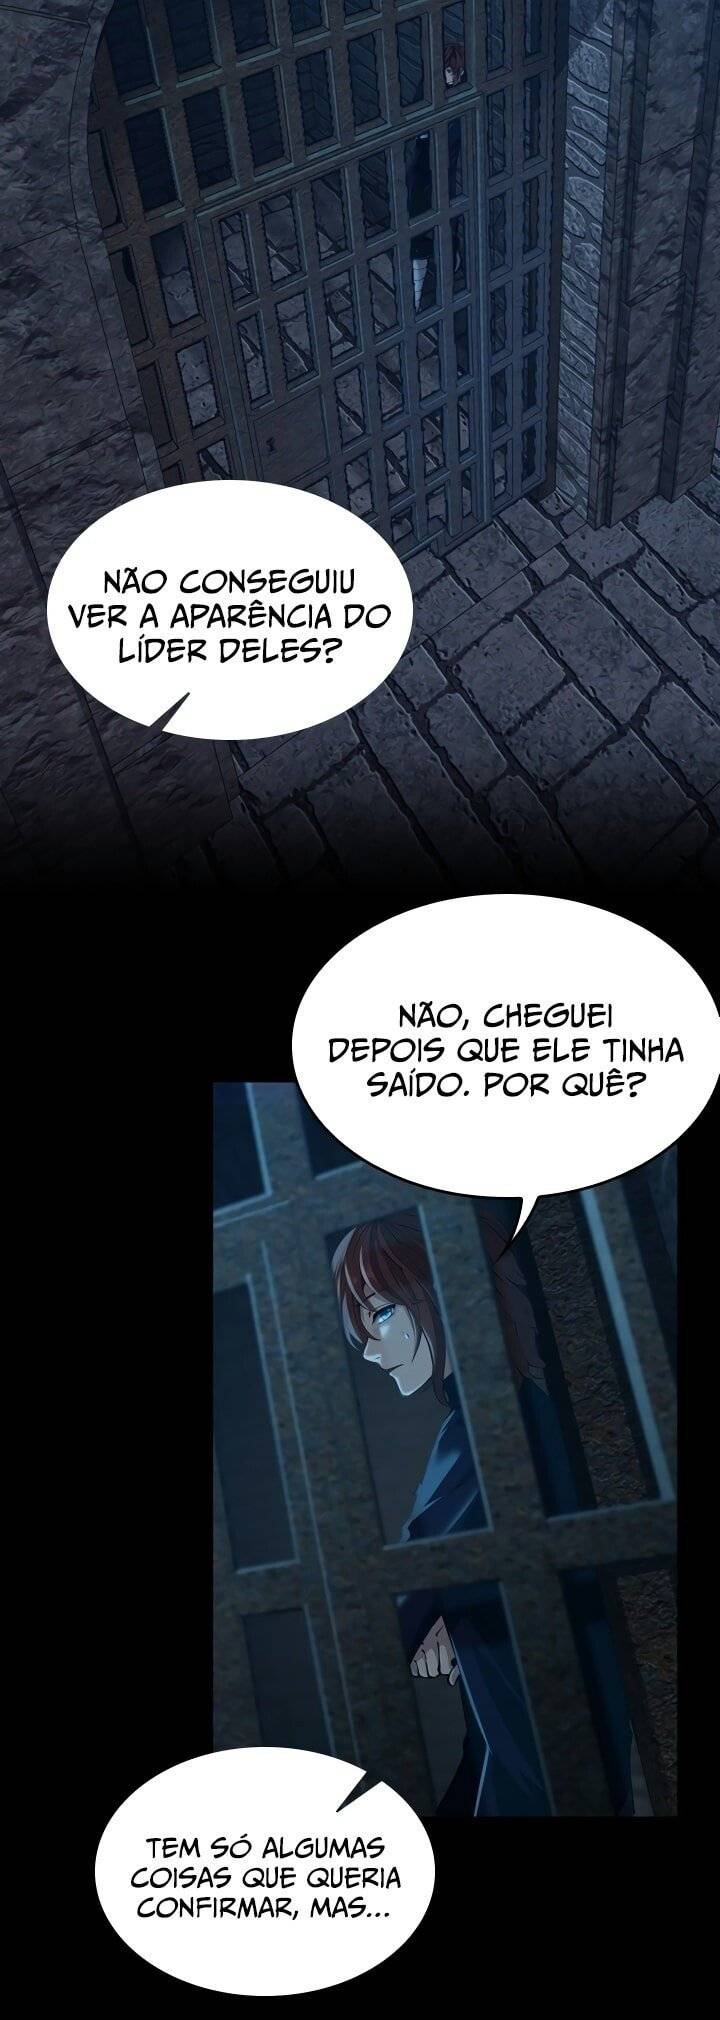 NÃO CONSEGUIU
VER A APARÊNCIA DO
LÍDER DELES?
NÃO, CHEGUEI
DEPOIS QUE ELE TINHA
SAÍDO. POR QUÊ?
TEM SÓ ALGUMAS
COISAS QUE QUERIA
CONFIRMAR, MAS...